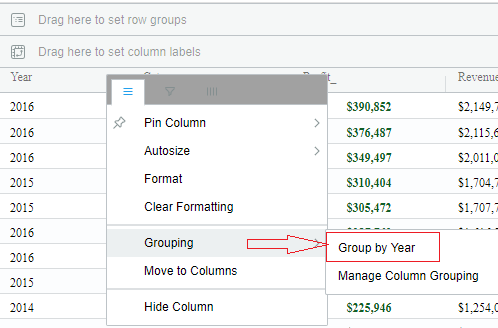 Drag here to set row groups
Drag here to set column labels
Year Revenue
2016 $390,852 $2,149,7
2016 $376,487 $2,115,6
2016 $349,497 $2,011,0
2015 $310,404 $1,704,7
2015 $305,472 $1,707,7
2016
2016
2015
2014 $225,946 $1,254,0
Pin Column
Autosize
Format
Clear Formatting
Grouping
Move to Columns
Hide Column
Group by Year
Manage Column Grouping